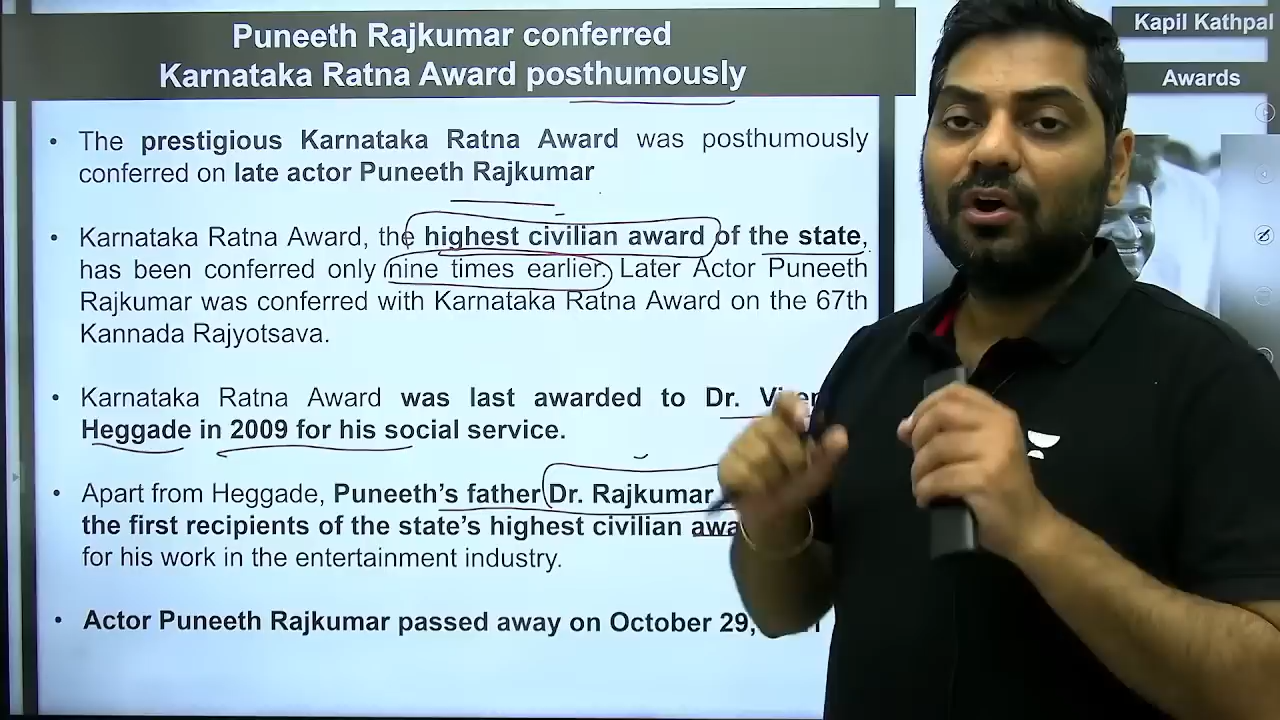 Puneeth Rajkumar conferred
Karnataka Ratna Award posthumously
Kapil Kathpal
Awards
• The prestigious Karnataka Ratna Award was posthumously
conferred on late actor Puneeth Rajkumar
• Karnataka Ratna Award, the highest civilian award of the state,
has been conferred only nine times earlier. Later Actor Puneeth
Rajkumar was conferred with Karnataka Ratna Award on the 67th
Kannada Rajyotsava.
• Karnataka Ratna Award was last awarded to Dr.
Heggade in 2009 for his social service.
• Apart from Heggade, Puneeth's father Dr. Rajkumar
the first recipients of the state's highest civilian
for his work in the entertainment industry.
• Actor Puneeth Rajkumar passed away on October 29,